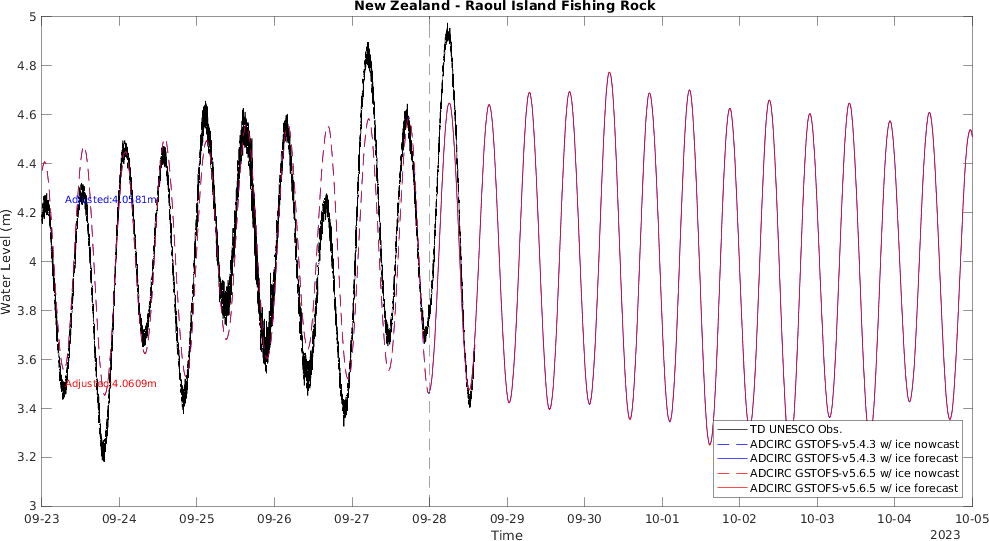 New Zealand - Raoul Island Fishing Rock
5
4.8
4.6
4.4
4.2
4
3.8
3.6
3.4
3.2
3
Water Level (m)
Adjusted:4.0581m
Adjusted:4.0609m
TD UNESCO Obs.
ADCIRC GSTOFS-v5.4.3 w/ ice nowcast
ADCIRC GSTOFS-v5.4.3 w/ ice forecast
ADCIRC GSTOFS-v5.6.5 w/ ice nowcast
ADCIRC GSTOFS-v5.6.5 w/ ice forecast
09-23 09-24 09-25 09-26 09-27 09-28 09-29 09-30 10-01 10-02 10-03 10-04 10-05
Time
2023